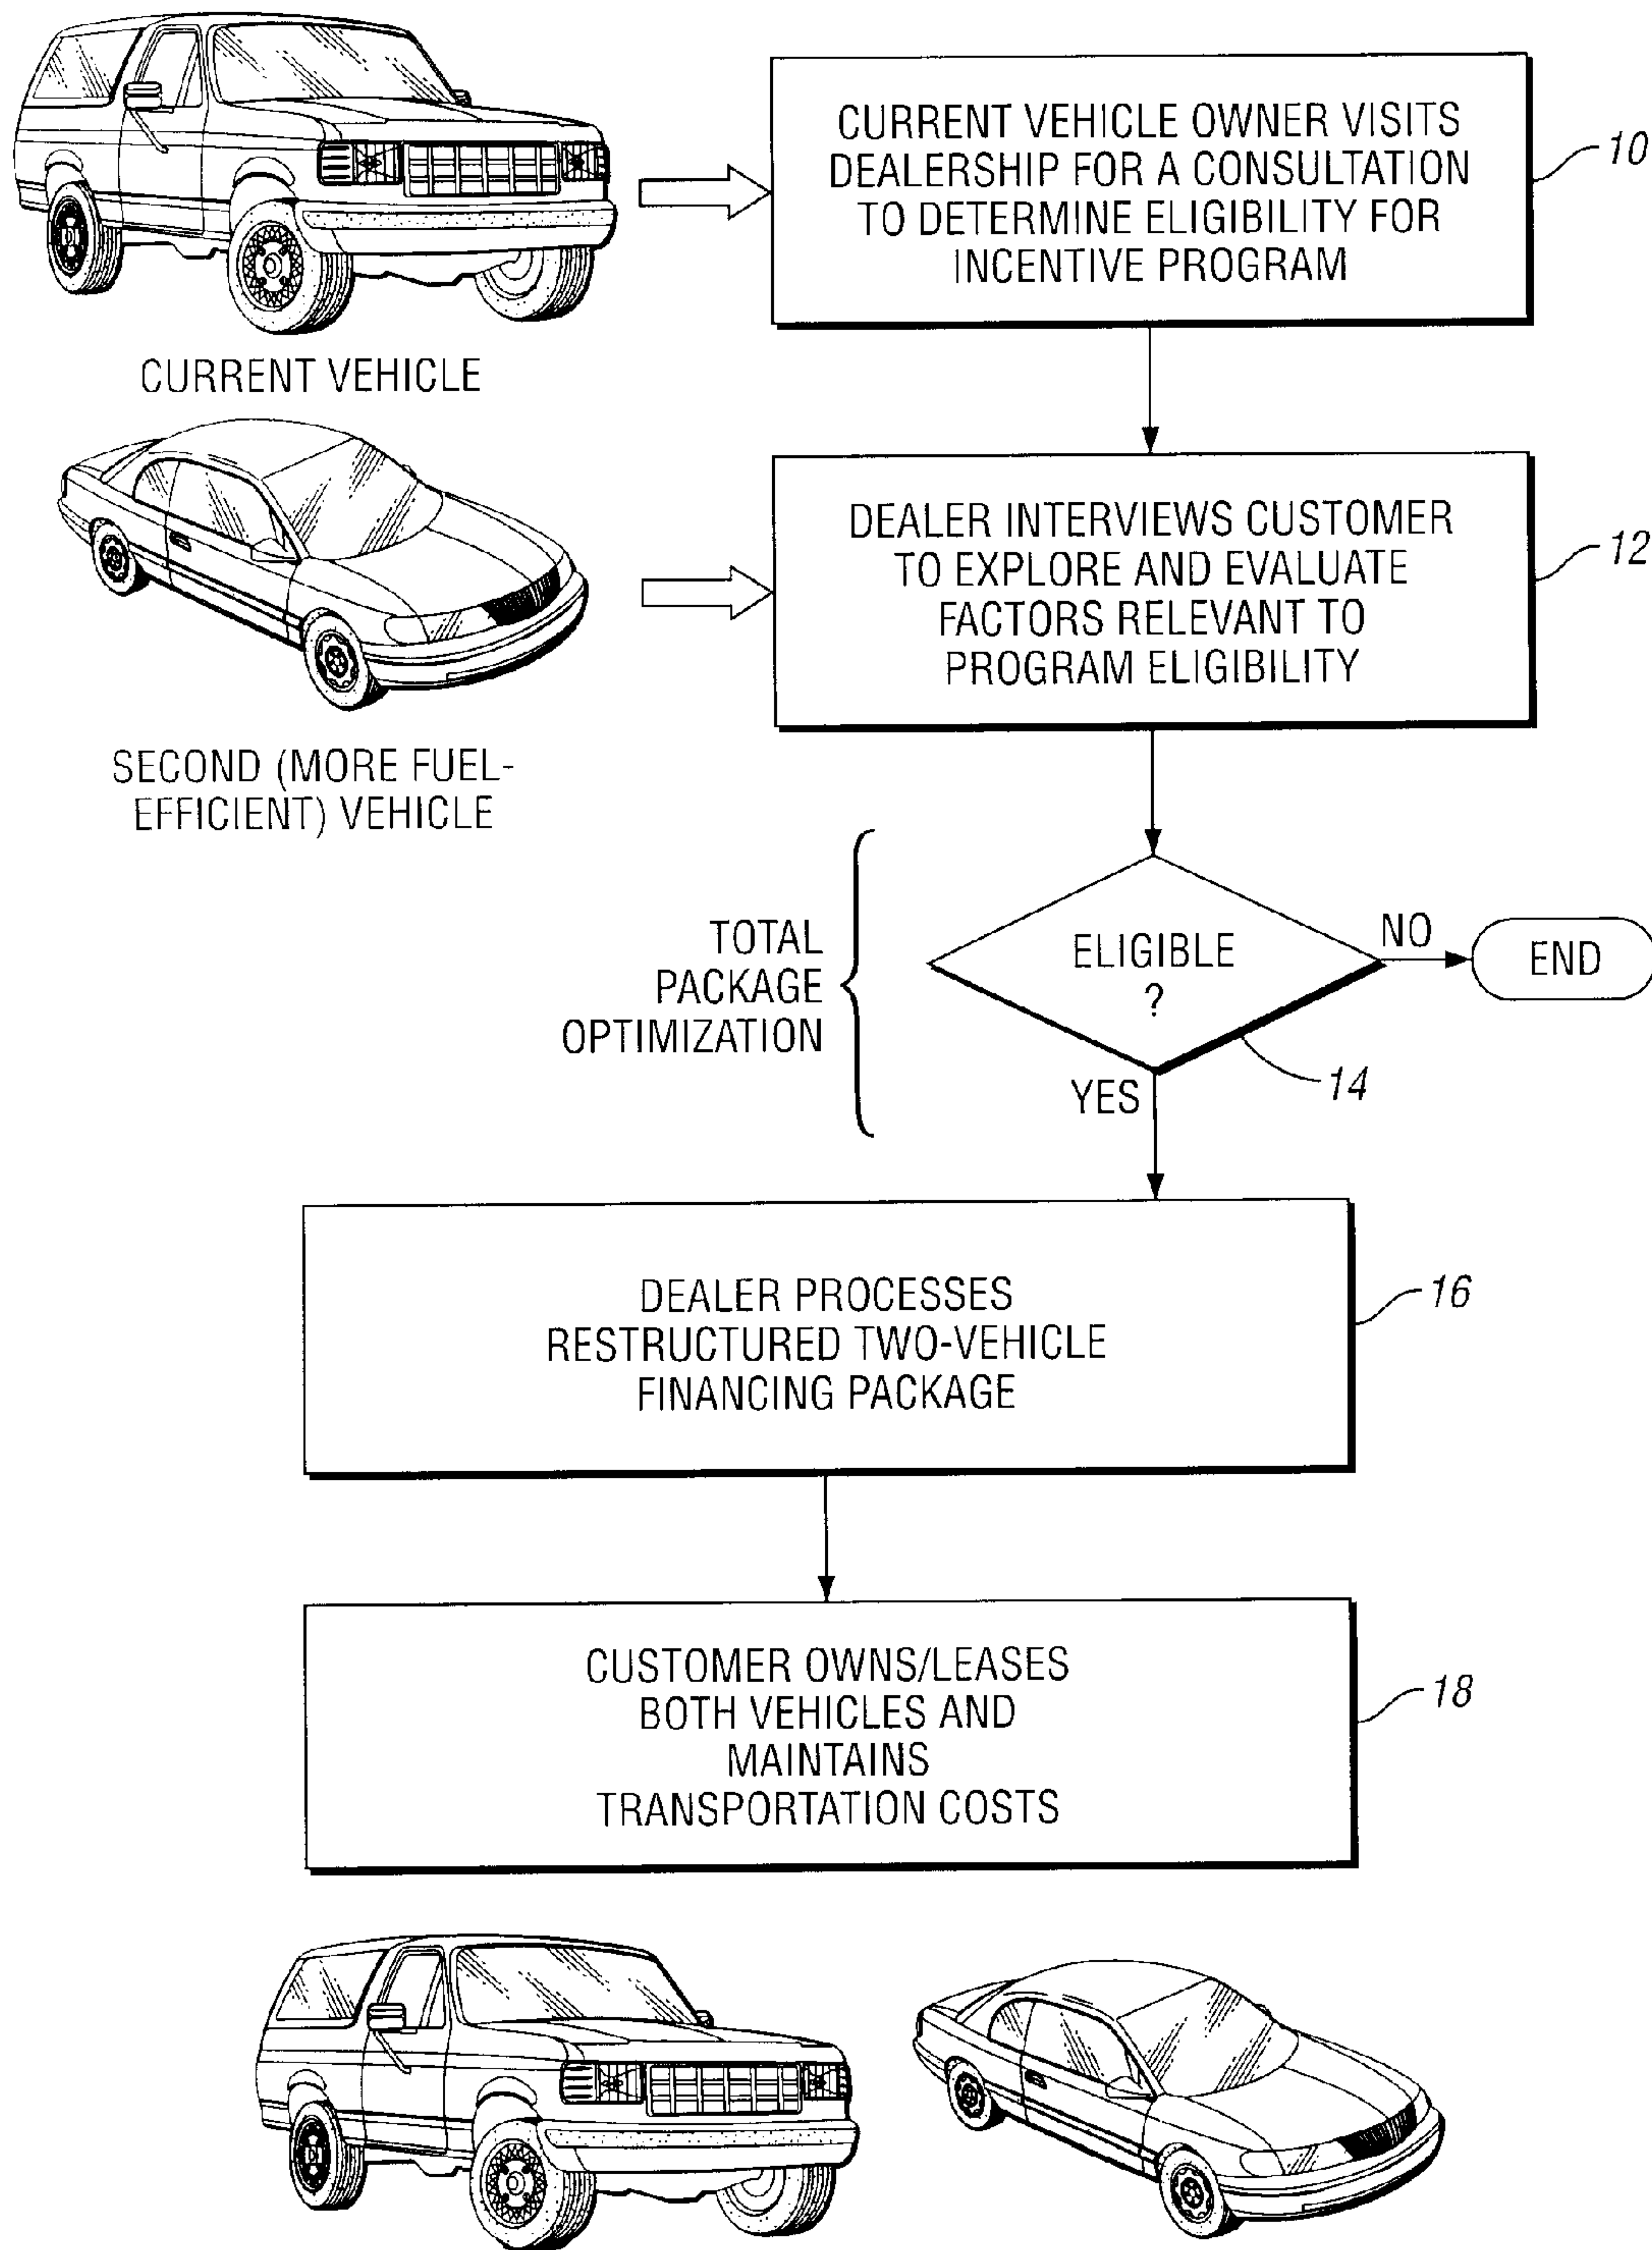 CURRENT VEHICLE OWNER VISITS
DEALERSHIP FOR A CONSULTATION
TO DETERMINE ELIGIBILITY FOR
INCENTIVE PROGRAM
10
CURRENT VEHICLE
DEALER INTERVIEWS CUSTOMER
TO EXPLORE AND EVALUATE
FACTORS RELEVANT TO
PROGRAM ELIGIBILITY
12
SECOND (MORE FUEL-
EFFICIENT) VEHICLE
TOTAL
PACKAGE
OPTIMIZATION
ELIGIBLE
?
NO
END
14
YES
DEALER PROCESSES
RESTRUCTURED TWO-VEHICLE
FINANCING PACKAGE
16
CUSTOMER OWNS/LEASES
BOTH VEHICLES AND
MAINTAINS
TRANSPORTATION COSTS
18